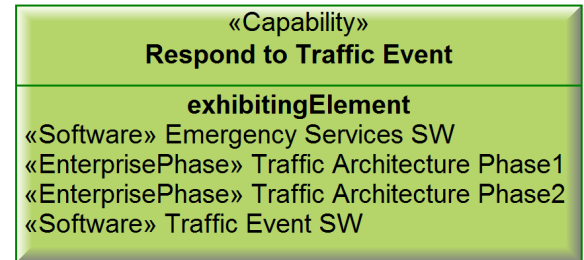 «Capability»
Respond to Traffic Event
exhibitingElement
«Software» Emergency Services SW
«EnterprisePhase» Traffic Architecture Phase1
«EnterprisePhase» Traffic Architecture Phase2
«Software» Traffic Event SW